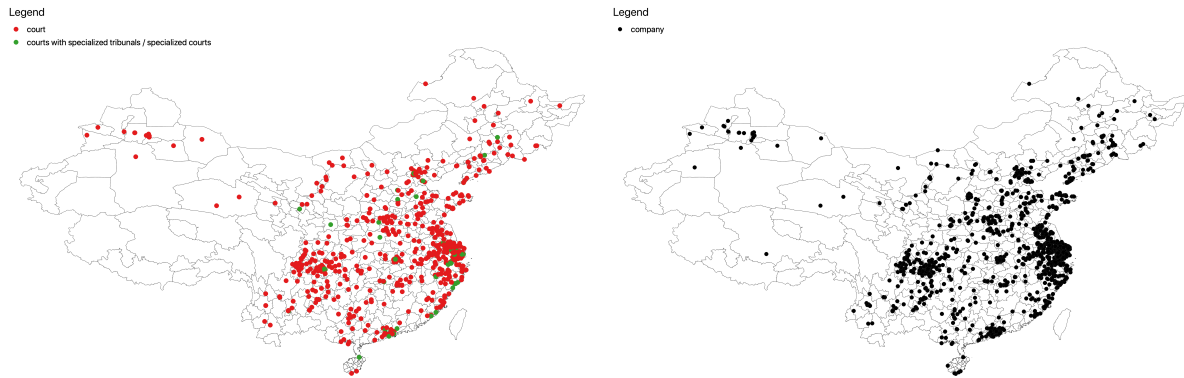 Legend
court
courts with specialized tribunals / specialized courts
Legend
company